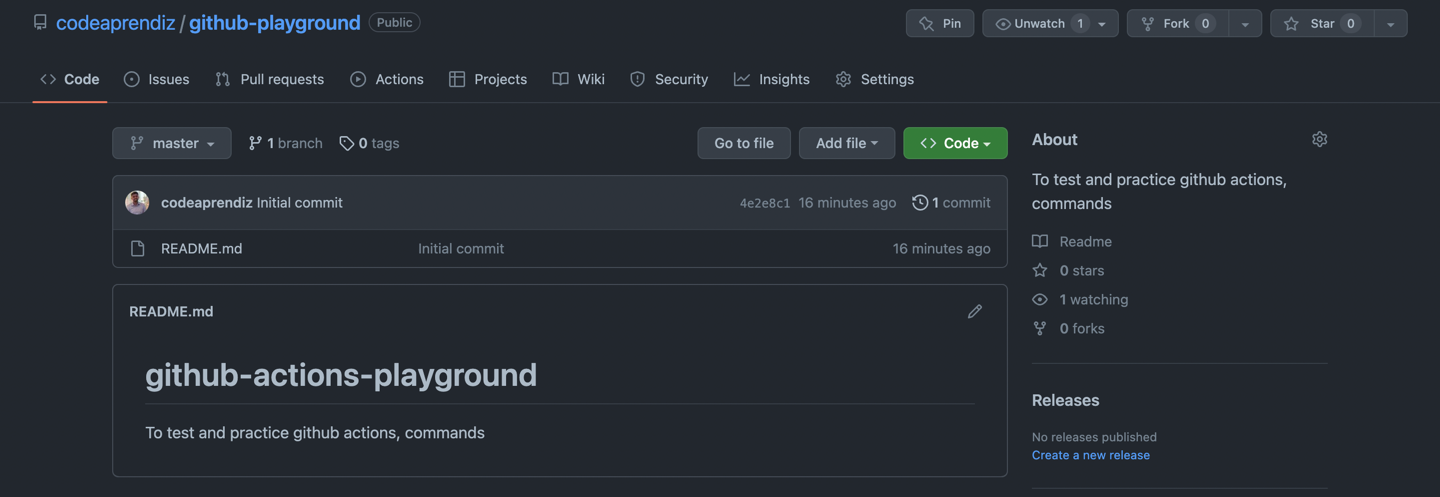 codeaprendiz / github-playground Public Pin Unwatch 1 Fork 0 Star 0
Code Issues Pull requests Actions Projects Wiki Security Insights Settings
master 1 branch 0 tags Go to file Add file Code
codeaprendiz Initial commit 4e2e8c1 16 minutes ago 1 commit
README.md Initial commit 16 minutes ago
README.md
github-actions-playground
To test and practice github actions, commands
About
To test and practice github actions,
commands
Readme
0 stars
1 watching
0 forks
Releases
No releases published
Create a new release